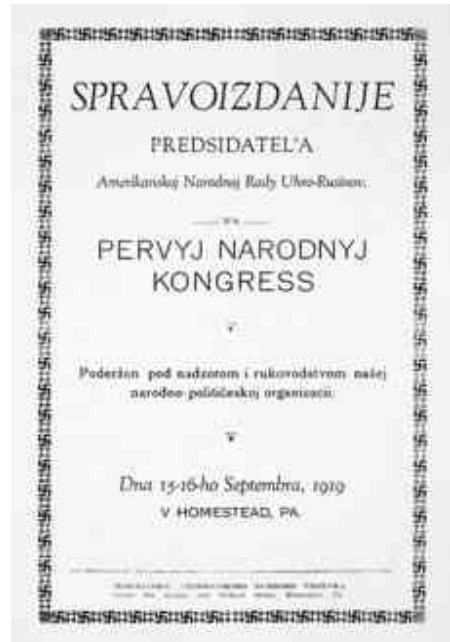 SPRAVOIZDANIJE
PREDSIDATEL'A
Amerikanskoj Narodnoj Rady Uhro-Rusinov.
NA
PERVYJ NARODNYJ
KONGRESS
Poderžan pod nadzorom i rukovodstvom našej
narodno-političeskoj organizacii.
Dna 15-16-ho Septembra, 1919
V HOMESTEAD, PA.